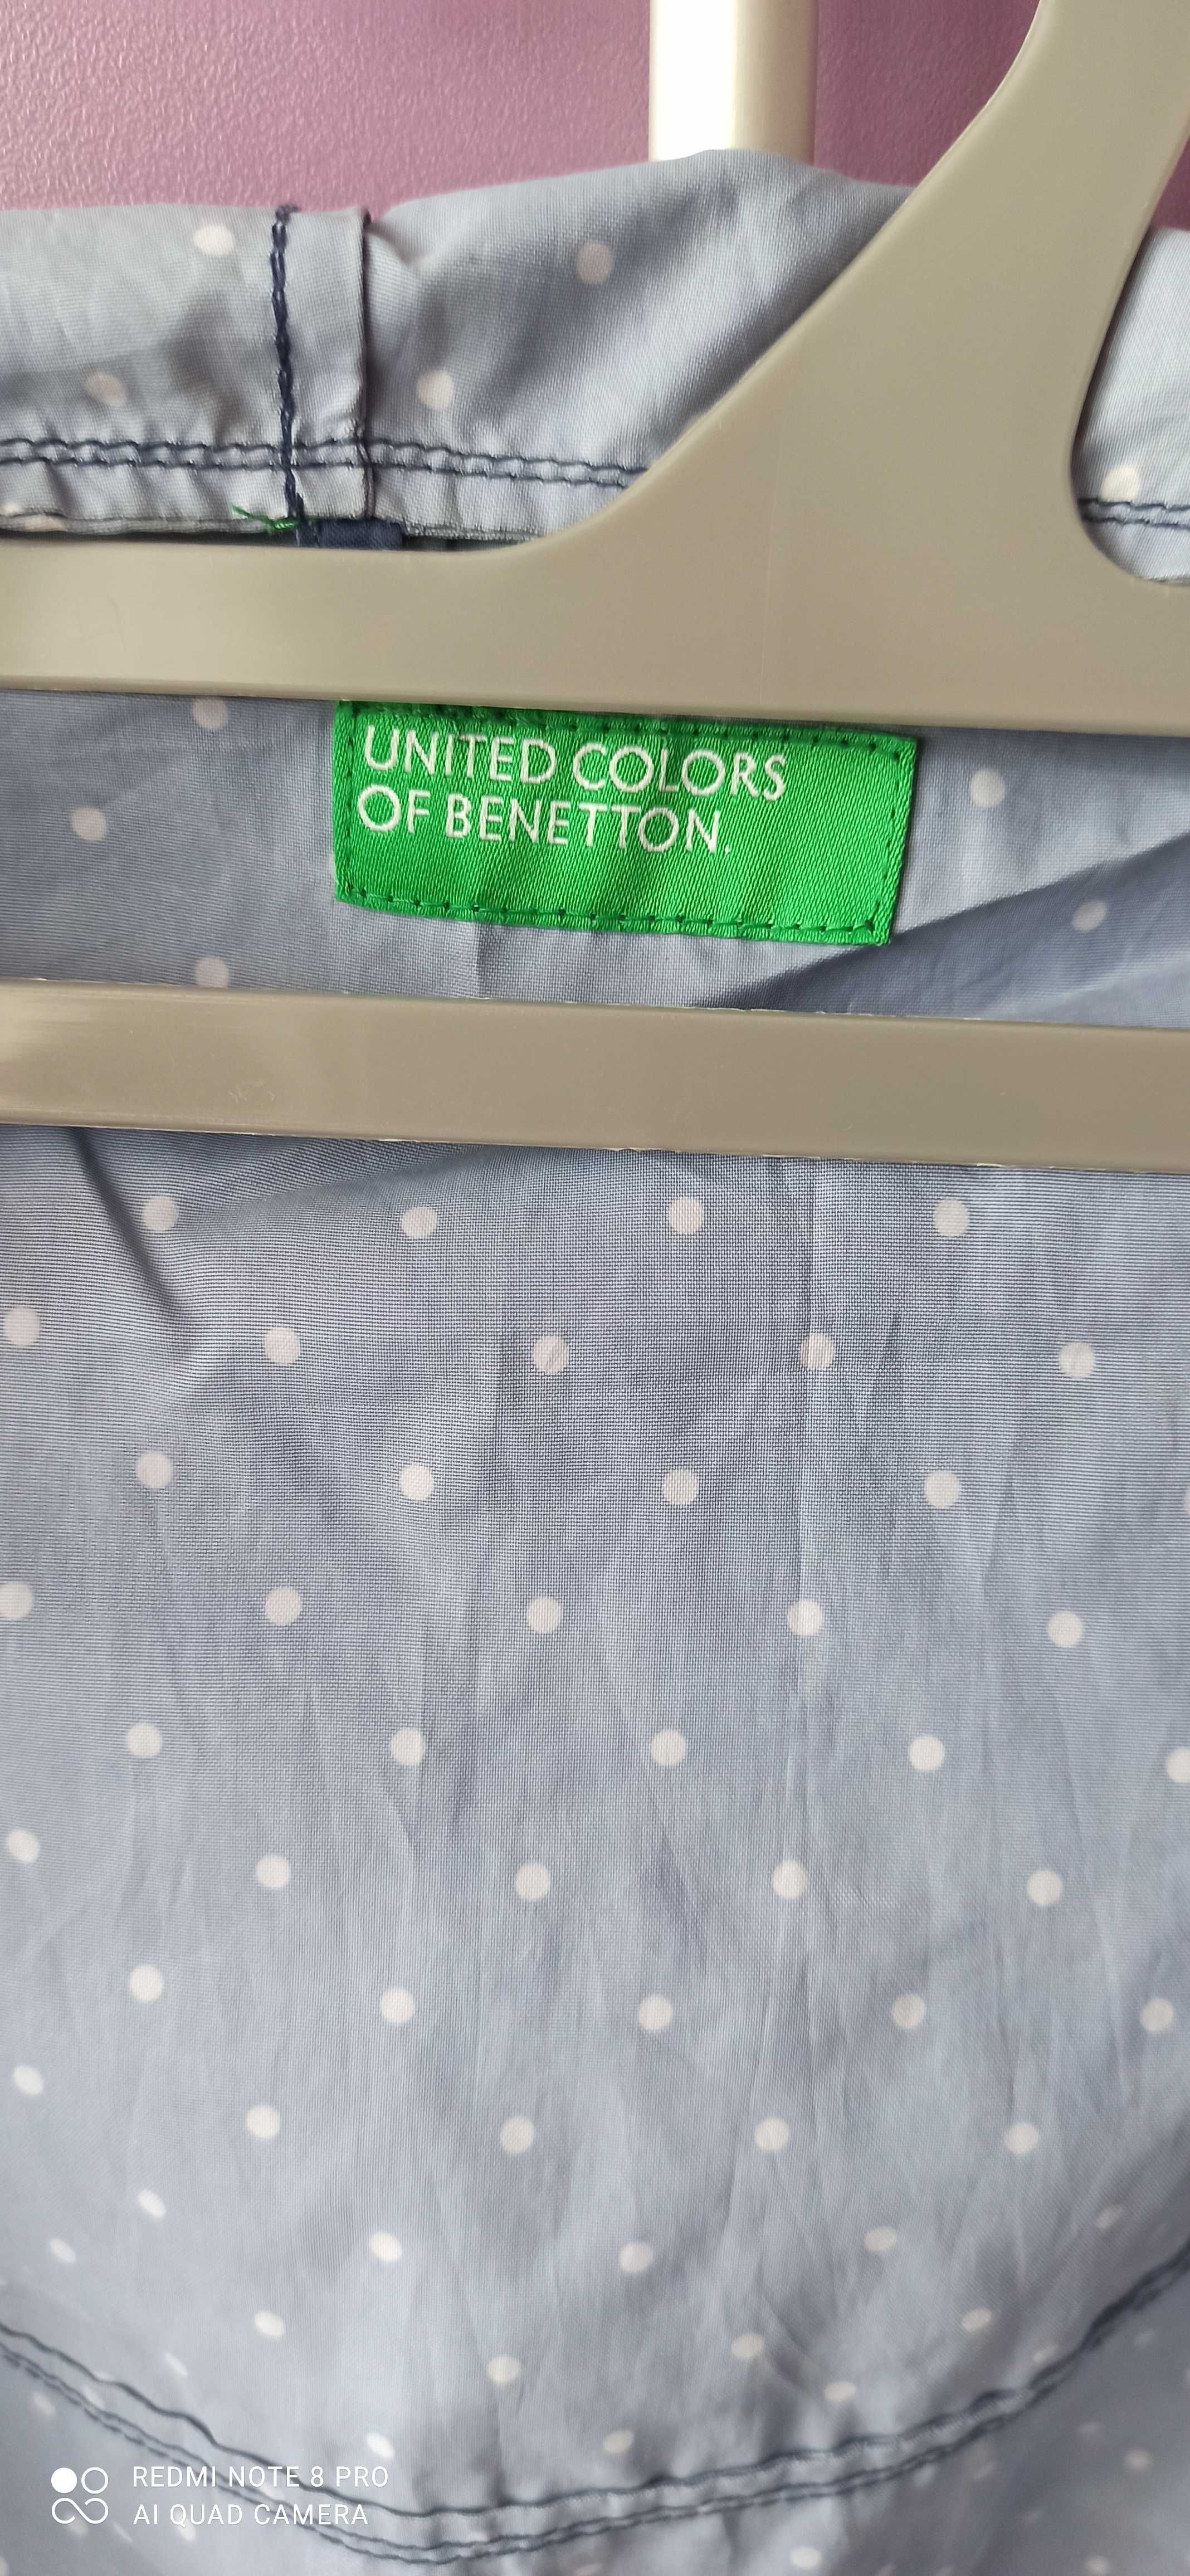 UNITED COLORS
OF BENETTON.
REDMI NOTE 8 PRO
AI QUAD CAMERA